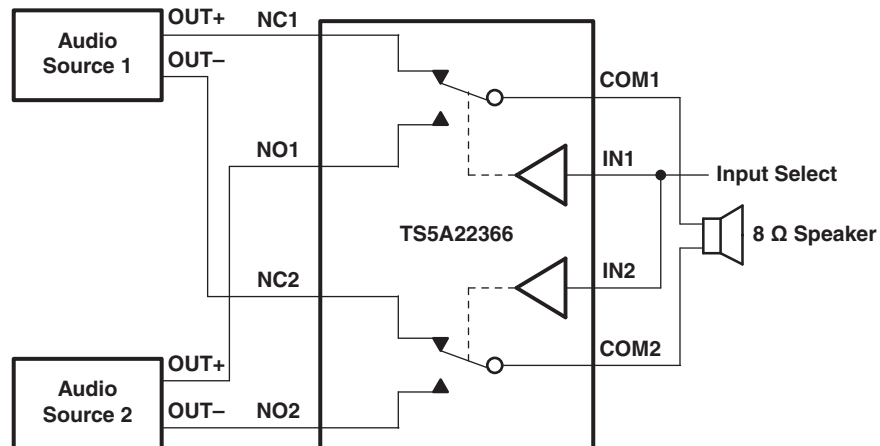 OUT+ NC1
Audio
Source 1
OUT–
COM1
NO1
IN1
Input Select
TS5A22366
8 Ω Speaker
NC2
IN2
OUT+
COM2
Audio
Source 2
OUT– NO2